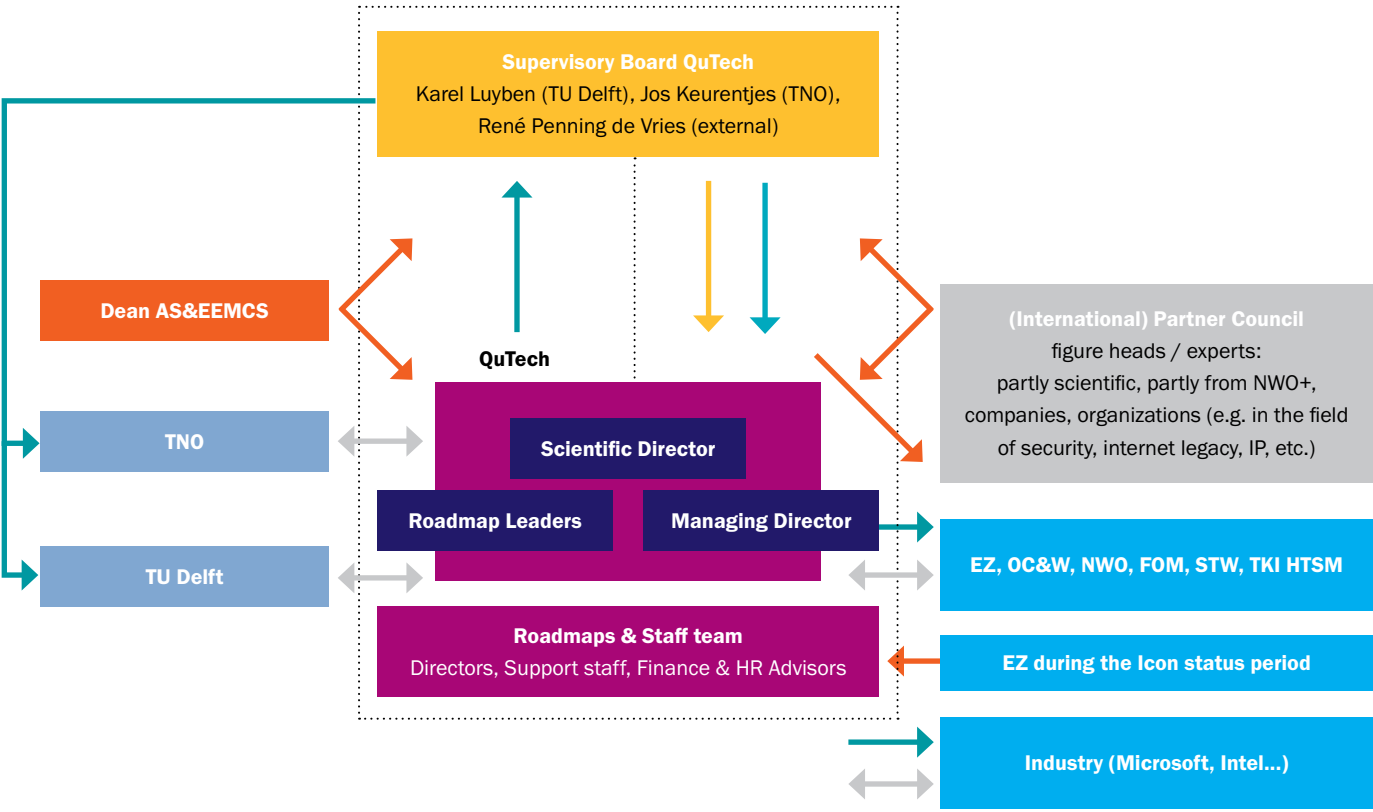 Supervisory Board QuTech
Karel Luyben (TU Delft), Jos Keurentjes (TNO),
René Penning de Vries (external)
Dean AS&EEMCS
(International) Partner Council
figure heads / experts:
partly scientific, partly from NWO+,
companies, organizations (e.g. in the field
of security, internet legacy, IP, etc.)
QuTech
TNO
Scientific Director
Roadmap Leaders
Managing Director
TU Delft
EZ, OC&W, NWO, FOM, STW, TKI HTSM
Roadmaps & Staff team
Directors, Support staff, Finance & HR Advisors
EZ during the Icon status period
Industry (Microsoft, Intel...)